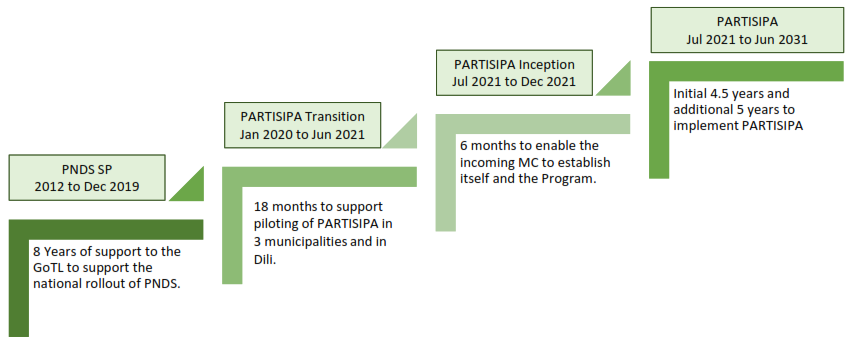 PNDS SP
2012 to Dec 2019
8 Years of support to the
GoTL to support the
national rollout of PNDS.
PARTISIPA Transition
Jan 2020 to Jun 2021
18 months to support
piloting of PARTISIPA in
3 municipalities and in
Dili.
PARTISIPA Inception
Jul 2021 to Dec 2021
6 months to enable the
incoming MC to establish
itself and the Program.
PARTISIPA
Jul 2021 to Jun 2031
Initial 4.5 years and
additional 5 years to
implement PARTISIPA